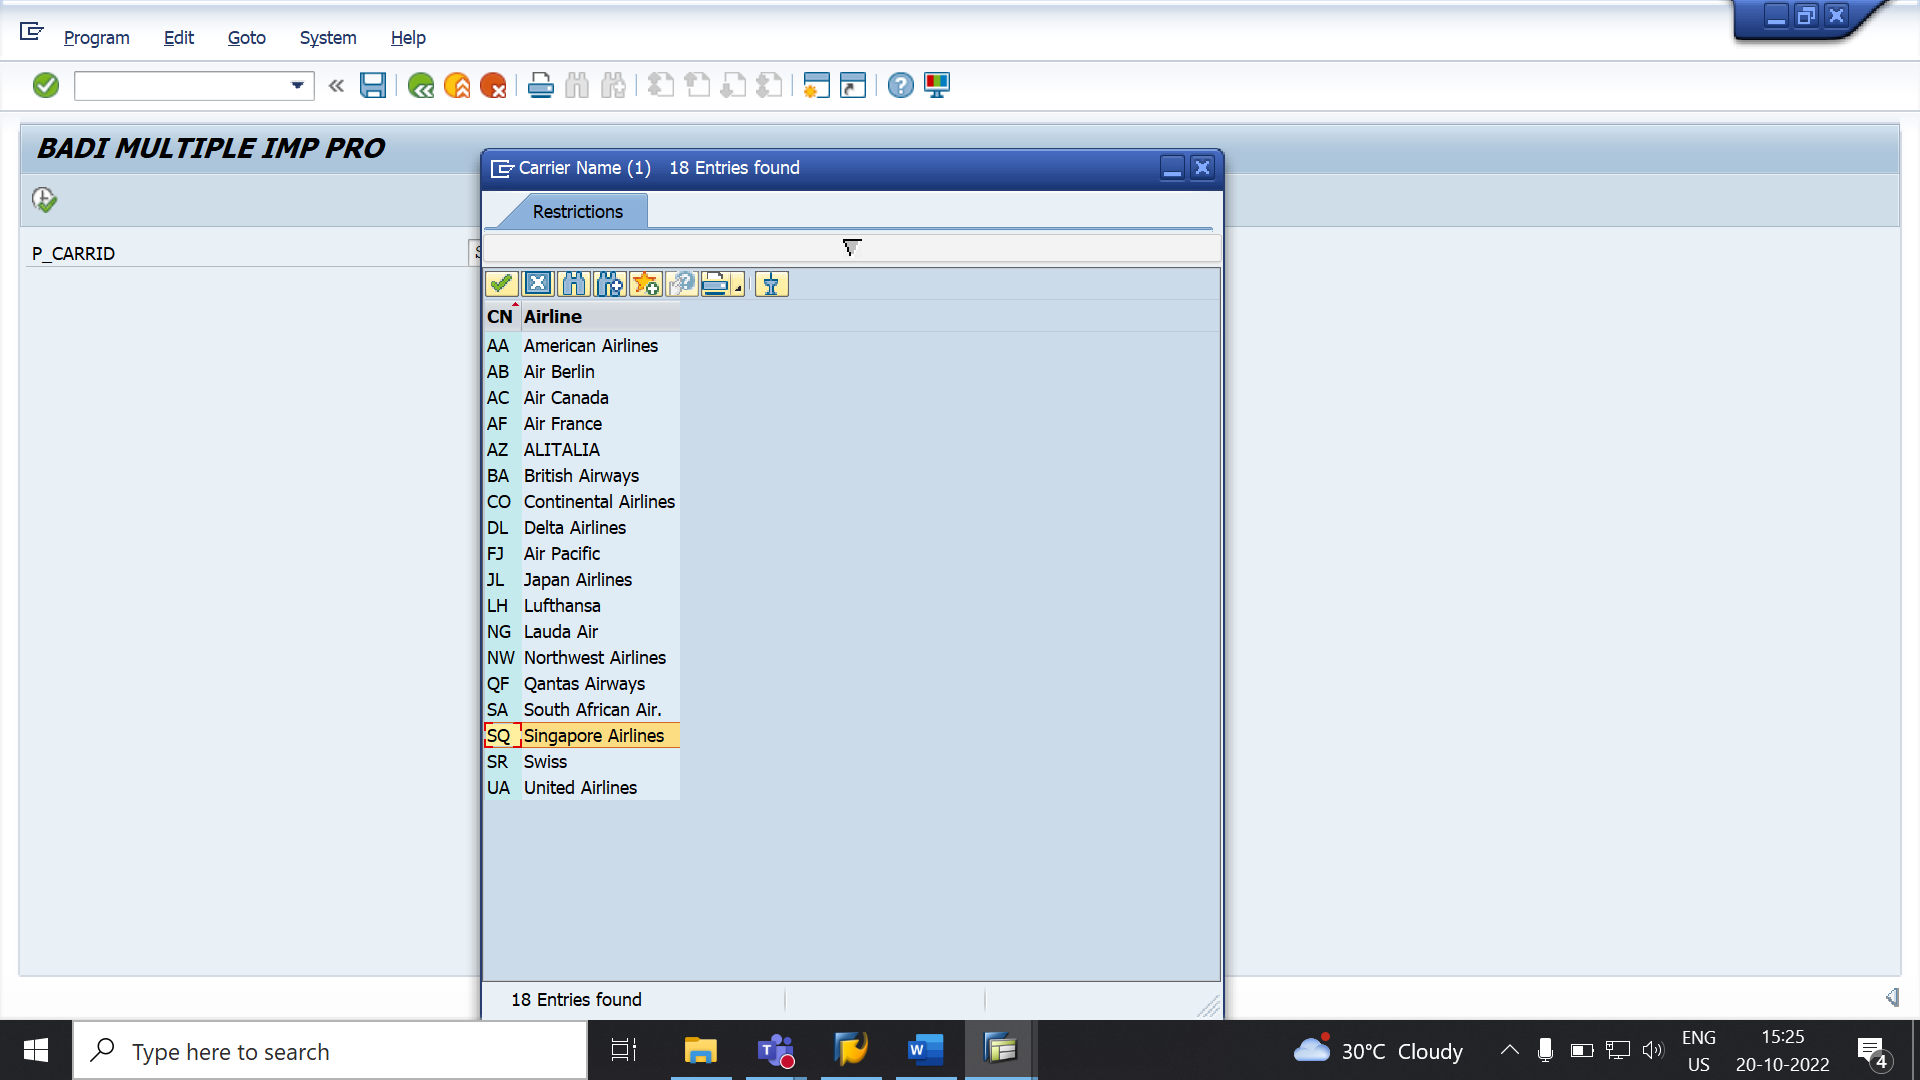 Program Edit Goto System Help
BADI MULTIPLE IMP PRO
Carrier Name (1) 18 Entries found
Restrictions
P_CARRID
CN Airline
AA American Airlines
AB Air Berlin
AC Air Canada
AF Air France
AZ ALITALIA
BA British Airways
CO Continental Airlines
DL Delta Airlines
FJ Air Pacific
JL Japan Airlines
LH Lufthansa
NG Lauda Air
NW Northwest Airlines
QF Qantas Airways
SA South African Air.
SQ Singapore Airlines
SR Swiss
UA United Airlines
18 Entries found
Type here to search
30°C Cloudy
ENG
US
15:25
20-10-2022
4